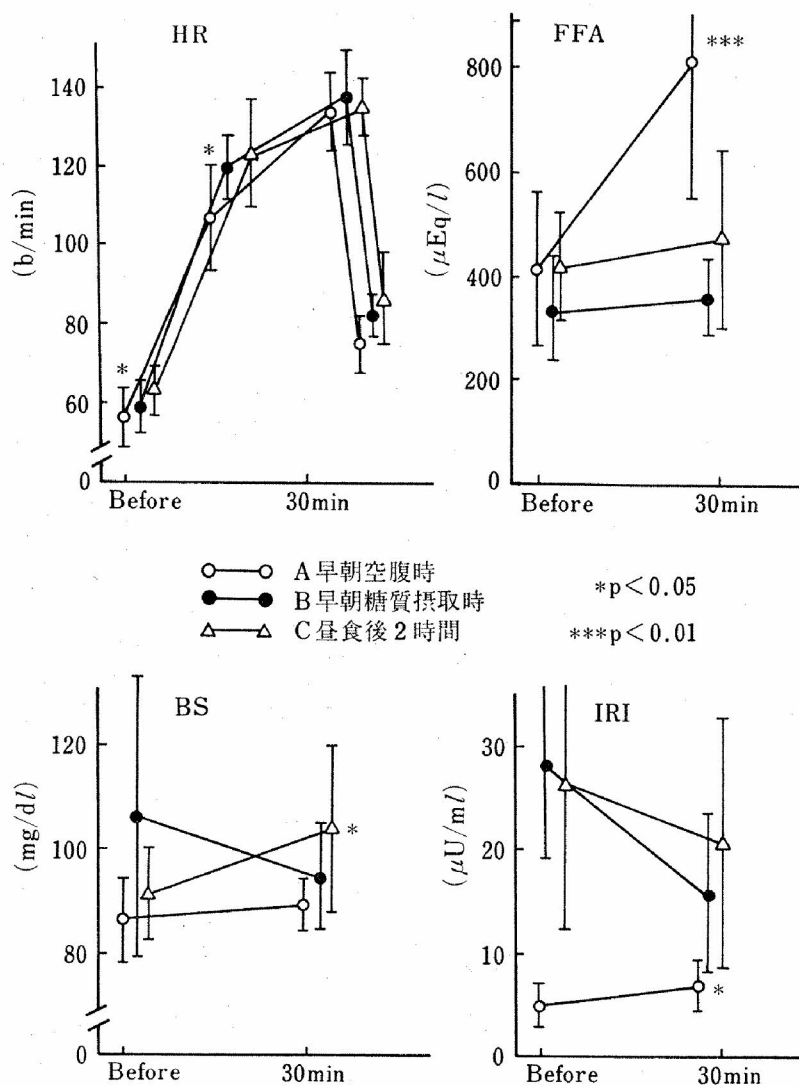 HR
(b/min)
140
120
100
80
60
0
*
*
Before
30min
FFA
(μEq/l)
800
600
400
200
0
***
Before
30min
A早朝空腹時
B早朝糖質摂取時
C昼食後2時間
*p<0.05
***p<0.01
BS
(mg/dl)
120
100
80
0
*
Before
30min
IRI
(μU/ml)
30
20
10
0
*
Before
30min